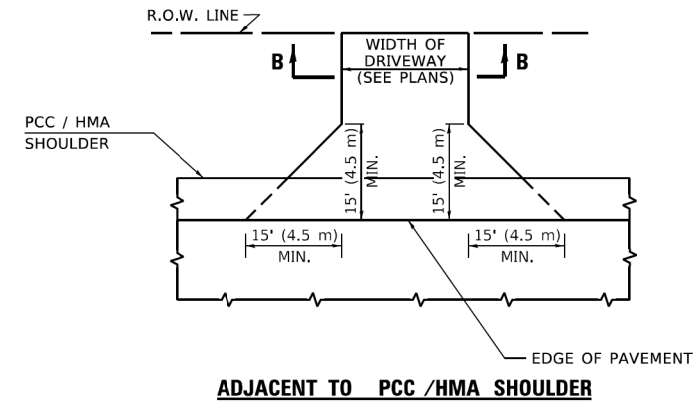 R.O.W. LINE
WIDTH OF
DRIVEWAY
(SEE PLANS)
B
B
PCC / HMA
SHOULDER
15' (4.5 m)
MIN.
15' (4.5 m)
MIN.
15' (4.5 m)
MIN.
15' (4.5 m)
MIN.
EDGE OF PAVEMENT
ADJACENT TO PCC /HMA SHOULDER